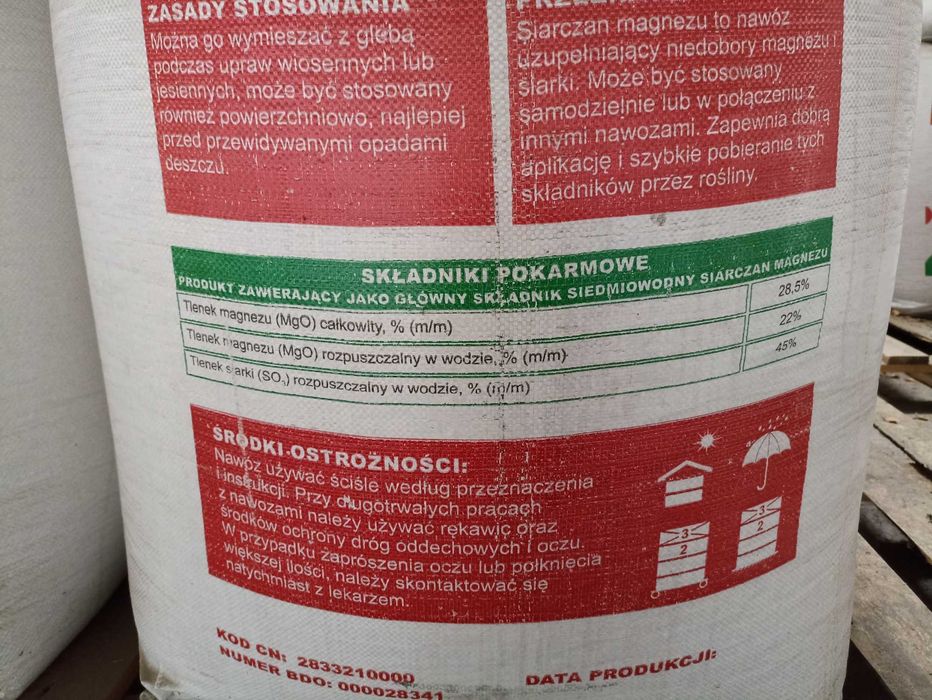 ZASADY STOSOWANIA
Można go wymieszać z glebą
podczas upraw wiosennych lub
jesiennych, może być stosowany
również powierzchniowo, najlepiej
przed przewidywanymi opadami
deszczu.
Siarczan magnezu to nawóz
uzupełniający niedobory magnezu i
siarki. Może być stosowany
samodzielnie lub w połączeniu z
innymi nawozami. Zapewnia dobrą
aplikację i szybkie pobieranie tych
składników przez rośliny.
SKŁADNIKI POKARMOWE
PRODUKT ZAWIERAJĄCY JAKO GŁÓWNY SKŁADNIK SIEDMIOWODNY SIARCZAN MAGNEZU
Tlenek magnezu (MgO) całkowity, % (m/m) 28,5%
Tlenek magnezu (MgO) rozpuszczalny w wodzie, % (m/m) 22%
Tlenek siarki (SO₃) rozpuszczalny w wodzie, % (m/m) 45%
ŚRODKI OSTROŻNOŚCI:
Nawóz używać ściśle według przeznaczenia
i instrukcji. Przy długotrwałych pracach
z nawozami należy używać rękawic oraz
środków ochrony dróg oddechowych i oczu.
W przypadku zaprószenia oczu lub połknięcia
większej ilości, należy skontaktować się
natychmiast z lekarzem.
3
2
3
2
KOD CN: 2833210000
NUMER BDO: 000028341
DATA PRODUKCJI: